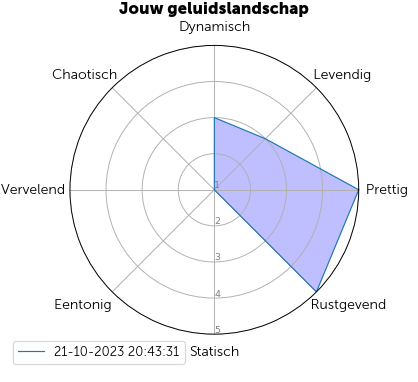 Jouw geluidslandschap
Dynamisch
Chaotisch
Levendig
Vervelend
1
Prettig
2
3
4
Eentonig
Rustgevend
5
21-10-2023 20:43:31
Statisch